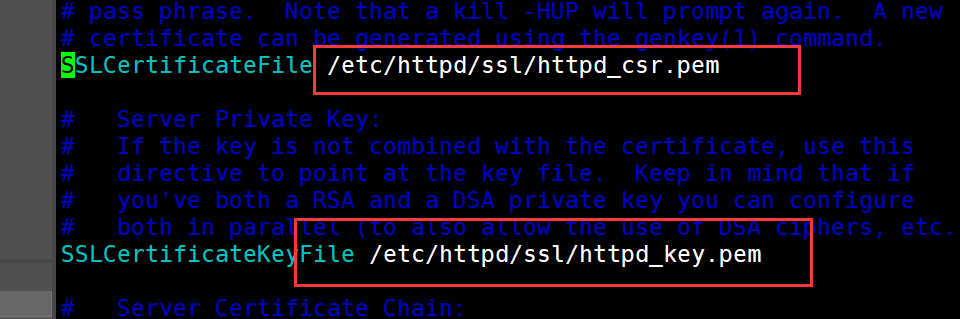 # pass phrase.  Note that a kill -HUP will prompt again.  A new
# certificate can be generated using the genkey(1) command.
SSLCertificateFile /etc/httpd/ssl/httpd_csr.pem
#   Server Private Key:
#   If the key is not combined with the certificate, use this
#   directive to point at the key file.  Keep in mind that if
#   you've both a RSA and a DSA private key you can configure
#   both in parallel (to also allow the use of DSA ciphers, etc.
SSLCertificateKeyFile /etc/httpd/ssl/httpd_key.pem
#   Server Certificate Chain: